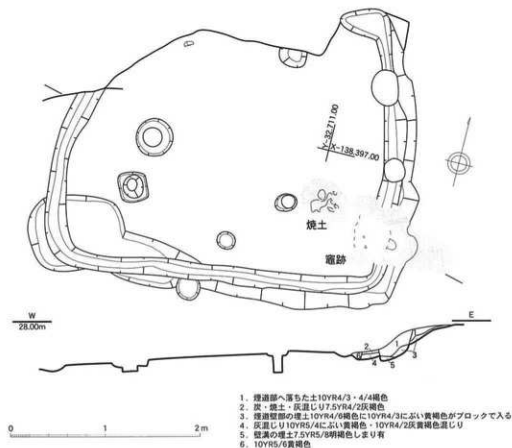 Y-32,711.00
X-138,397.00
焼土
竈跡
W
28.00m
E
2
1
4
5
3
1．煙道部へ落ちた土10YR4/3・4/4褐色
2．炭・焼土・灰混じり7.5YR4/2灰褐色
3．煙道壁部の埋土10YR4/6褐色に10YR4/3にぶい黄褐色がブロックで入る
4．灰混じり10YR5/4にぶい黄褐色・10YR4/2灰黄褐色混じり
5．壁溝の埋土7.5YR5/8明褐色しまり有
6．10YR5/6黄褐色
0 1 2m